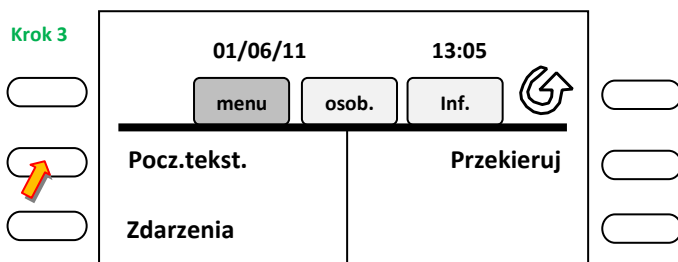 Krok 3
01/06/11 13:05
menu osob. Inf.
Pocz.tekst. Przekieruj
Zdarzenia